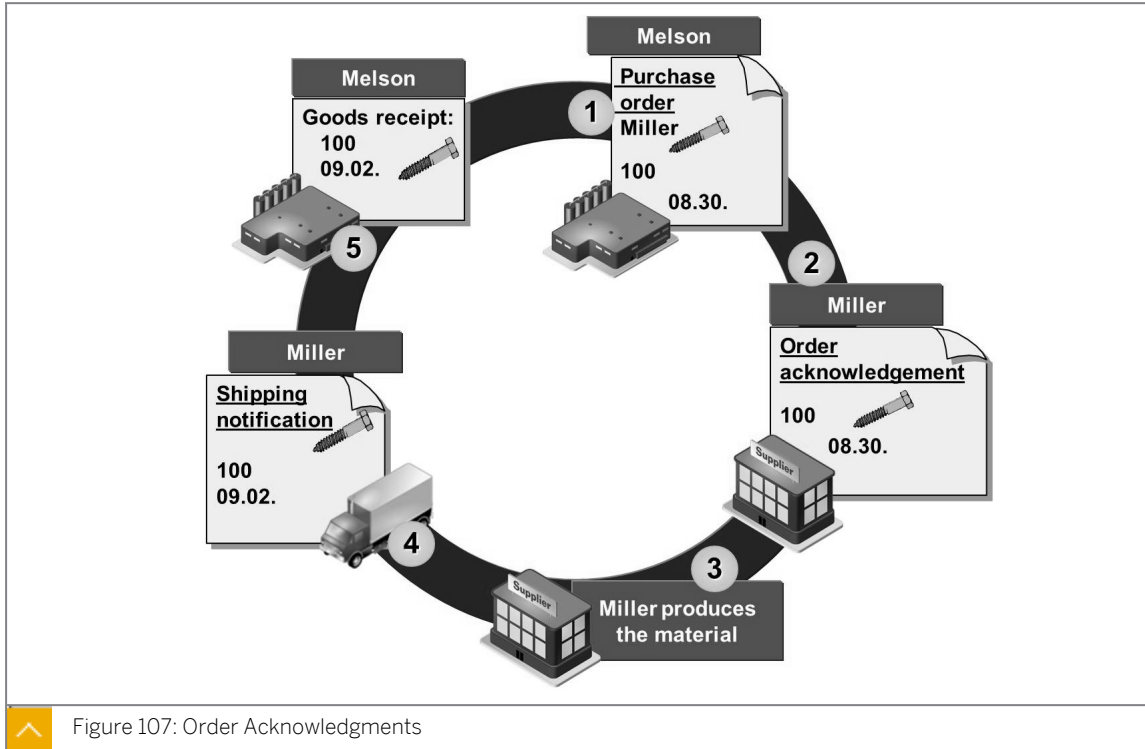 Melson
Purchase
order
Miller
100
08.30.
1
2
Miller
Order
acknowledgement
100
08.30.
Supplier
3
Miller produces
the material
Supplier
4
Miller
Shipping
notification
100
09.02.
5
Melson
Goods receipt:
100
09.02.
Figure 107: Order Acknowledgments